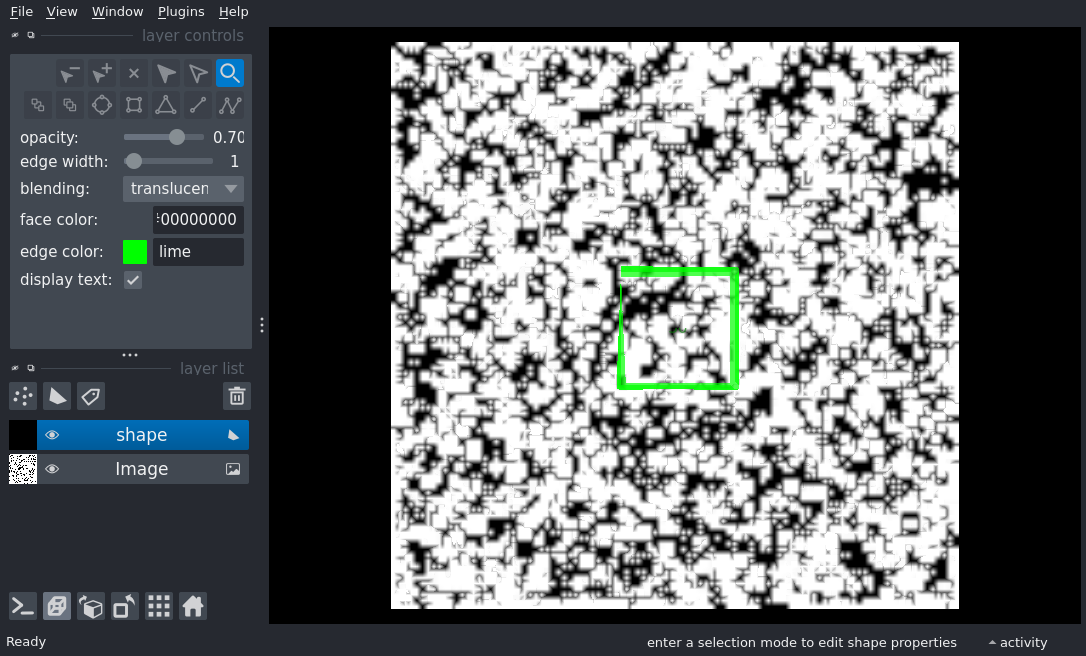 File View Window Plugins Help
layer controls
opacity: 0.70
edge width: 1
blending: translucen
face color: 00000000
edge color: lime
display text:
layer list
shape
Image
Ready
enter a selection mode to edit shape properties
activity